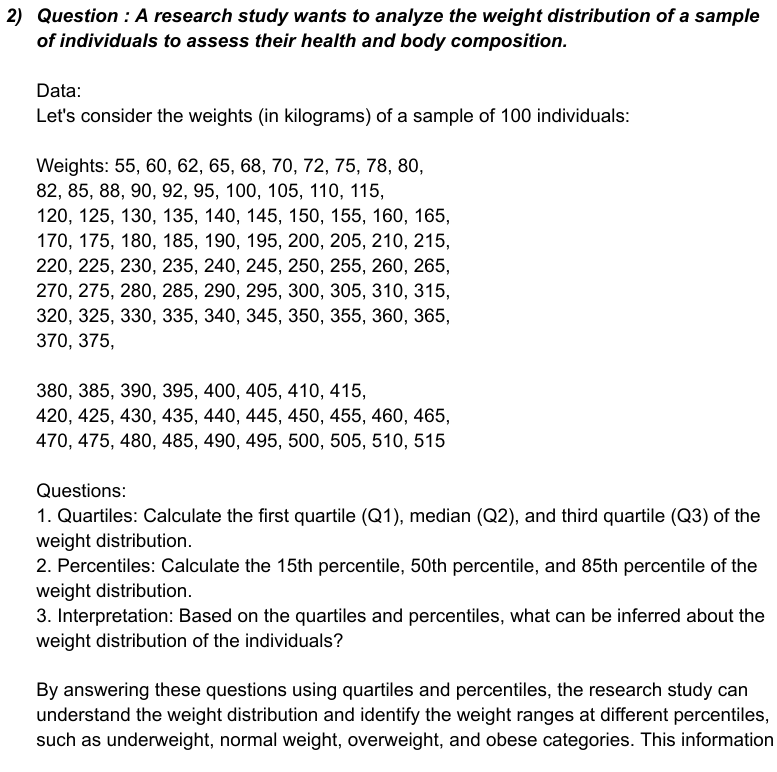 2) Question : A research study wants to analyze the weight distribution of a sample
of individuals to assess their health and body composition.
Data:
Let's consider the weights (in kilograms) of a sample of 100 individuals:
Weights: 55, 60, 62, 65, 68, 70, 72, 75, 78, 80,
82, 85, 88, 90, 92, 95, 100, 105, 110, 115,
120, 125, 130, 135, 140, 145, 150, 155, 160, 165,
170, 175, 180, 185, 190, 195, 200, 205, 210, 215,
220, 225, 230, 235, 240, 245, 250, 255, 260, 265,
270, 275, 280, 285, 290, 295, 300, 305, 310, 315,
320, 325, 330, 335, 340, 345, 350, 355, 360, 365,
370, 375,
380, 385, 390, 395, 400, 405, 410, 415,
420, 425, 430, 435, 440, 445, 450, 455, 460, 465,
470, 475, 480, 485, 490, 495, 500, 505, 510, 515
Questions:
1. Quartiles: Calculate the first quartile (Q1), median (Q2), and third quartile (Q3) of the
weight distribution.
2. Percentiles: Calculate the 15th percentile, 50th percentile, and 85th percentile of the
weight distribution.
3. Interpretation: Based on the quartiles and percentiles, what can be inferred about the
weight distribution of the individuals?
By answering these questions using quartiles and percentiles, the research study can
understand the weight distribution and identify the weight ranges at different percentiles,
such as underweight, normal weight, overweight, and obese categories. This information